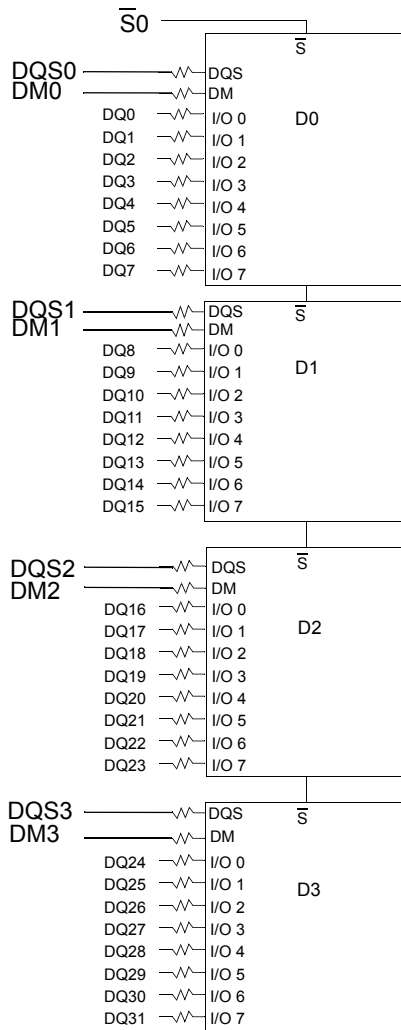 S̅0
S̅
DQS0 DQS
DM0 DM
D0
DQ0 I/O 0
DQ1 I/O 1
DQ2 I/O 2
DQ3 I/O 3
DQ4 I/O 4
DQ5 I/O 5
DQ6 I/O 6
DQ7 I/O 7
S̅
DQS1 DQS
DM1 DM
DQ8 I/O 0
D1
DQ9 I/O 1
DQ10 I/O 2
DQ11 I/O 3
DQ12 I/O 4
DQ13 I/O 5
DQ14 I/O 6
DQ15 I/O 7
S̅
DQS2 DQS
DM2 DM
DQ16 I/O 0
D2
DQ17 I/O 1
DQ18 I/O 2
DQ19 I/O 3
DQ20 I/O 4
DQ21 I/O 5
DQ22 I/O 6
DQ23 I/O 7
S̅
DQS3 DQS
DM3 DM
DQ24 I/O 0
DQ25 I/O 1
D3
DQ26 I/O 2
DQ27 I/O 3
DQ28 I/O 4
DQ29 I/O 5
DQ30 I/O 6
DQ31 I/O 7